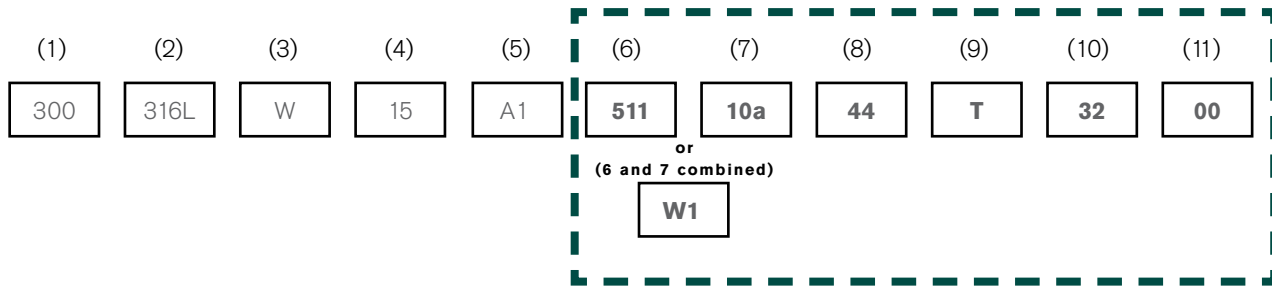 (1) (2) (3) (4) (5) (6) (7) (8) (9) (10) (11)
300 316L W 15 A1 511 10a 44 T 32 00
or
(6 and 7 combined)
W1